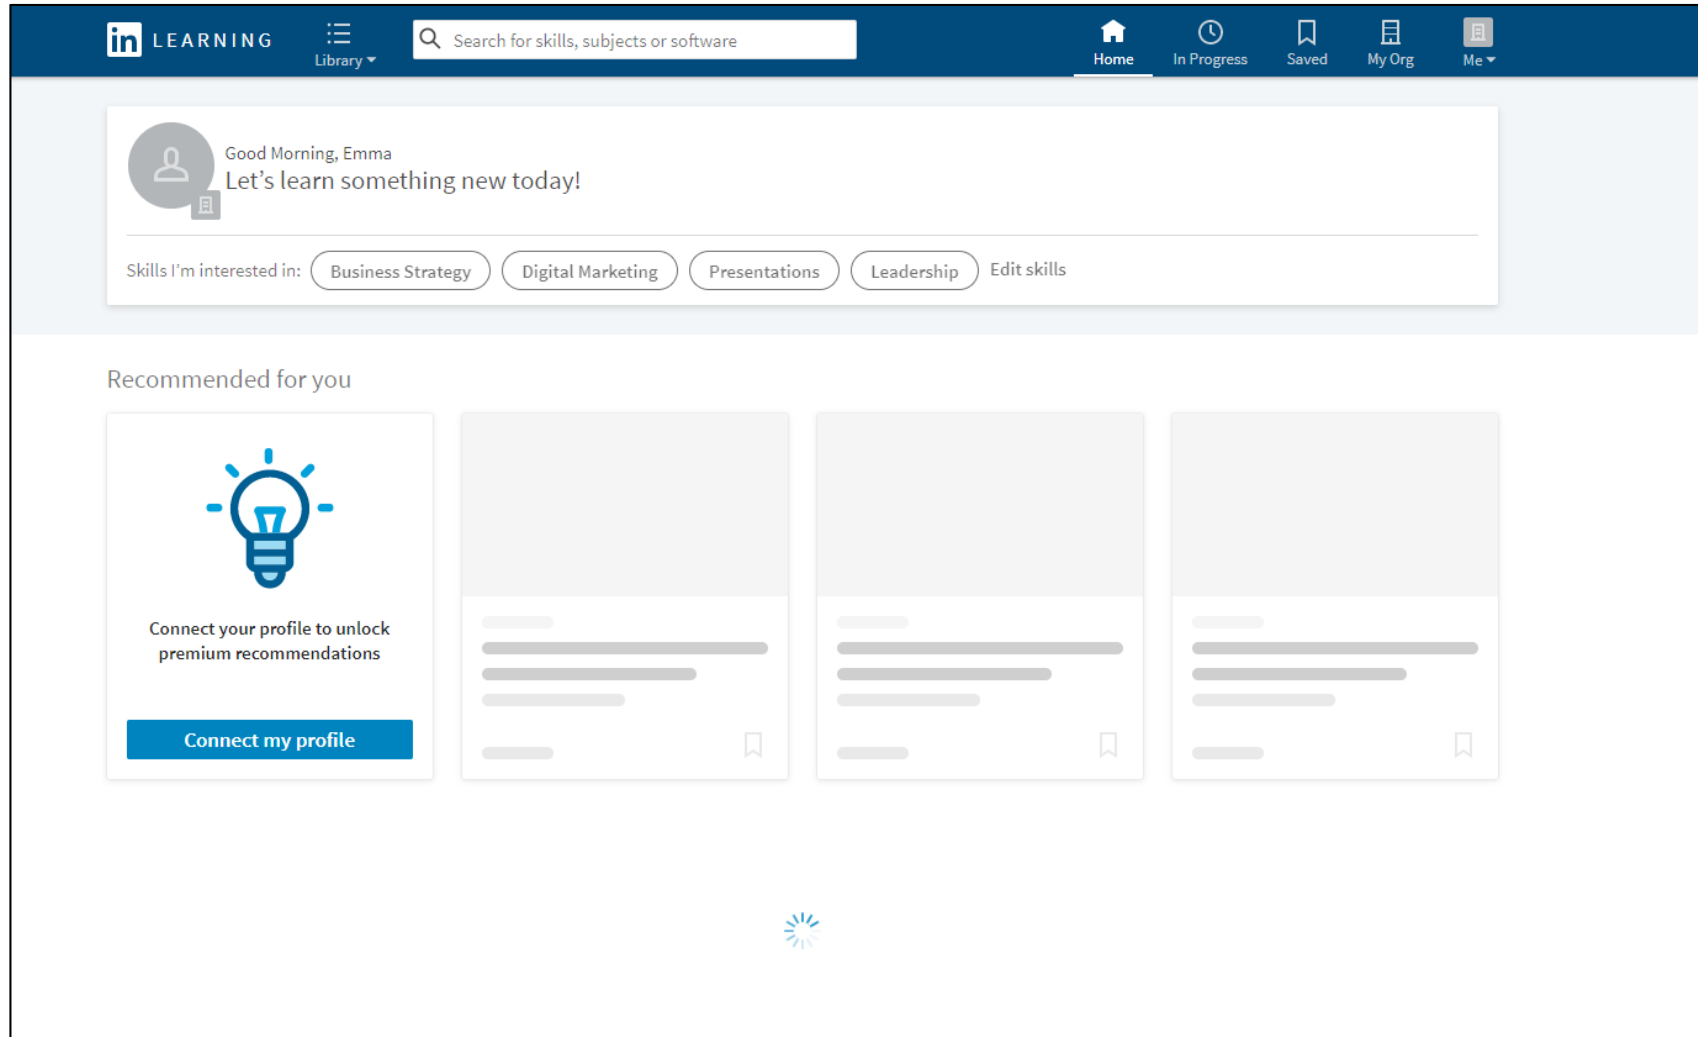 in LEARNING
Library
Search for skills, subjects or software
Home
In Progress
Saved
My Org
Me
Good Morning, Emma
Let's learn something new today!
Skills I'm interested in: Business Strategy Digital Marketing Presentations Leadership Edit skills
Recommended for you
Connect your profile to unlock
premium recommendations
Connect my profile